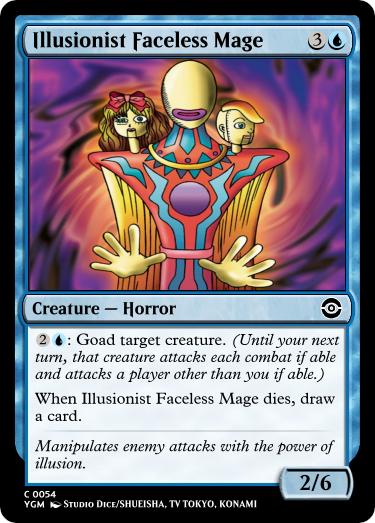 Illusionist Faceless Mage 3
Creature — Horror
2 : Goad target creature. (Until your next
turn, that creature attacks each combat if able
and attacks a player other than you if able.)
When Illusionist Faceless Mage dies, draw
a card.
Manipulates enemy attacks with the power of
illusion.
2/6
C 0054
YGM Studio Dice/SHUEISHA, TV TOKYO, KONAMI